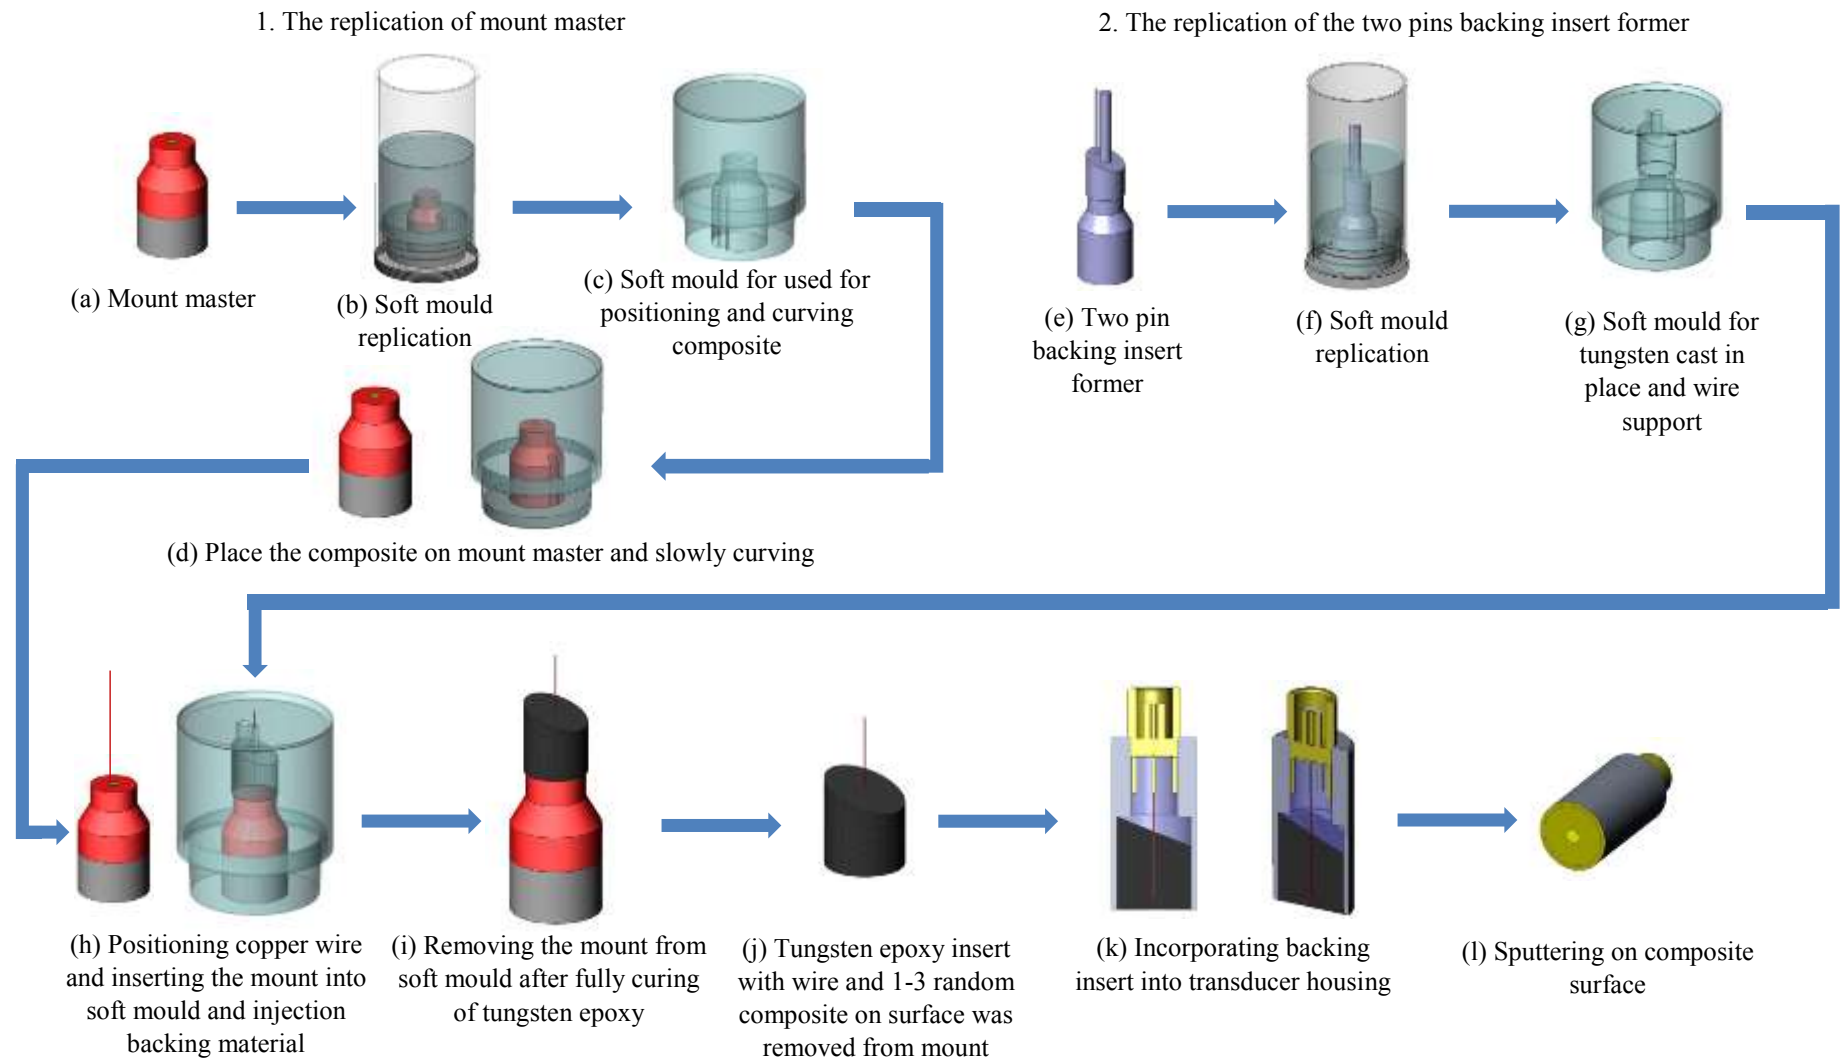 1. The replication of mount master
2. The replication of the two pins backing insert former
(a) Mount master
(b) Soft mould
replication
(c) Soft mould for used for
positioning and curving
composite
(d) Place the composite on mount master and slowly curving
(e) Two pin
backing insert
former
(f) Soft mould
replication
(g) Soft mould for
tungsten cast in
place and wire
support
(h) Positioning copper wire
and inserting the mount into
soft mould and injection
backing material
(i) Removing the mount from
soft mould after fully curing
of tungsten epoxy
(j) Tungsten epoxy insert
with wire and 1-3 random
composite on surface was
removed from mount
(k) Incorporating backing
insert into transducer housing
(l) Sputtering on composite
surface